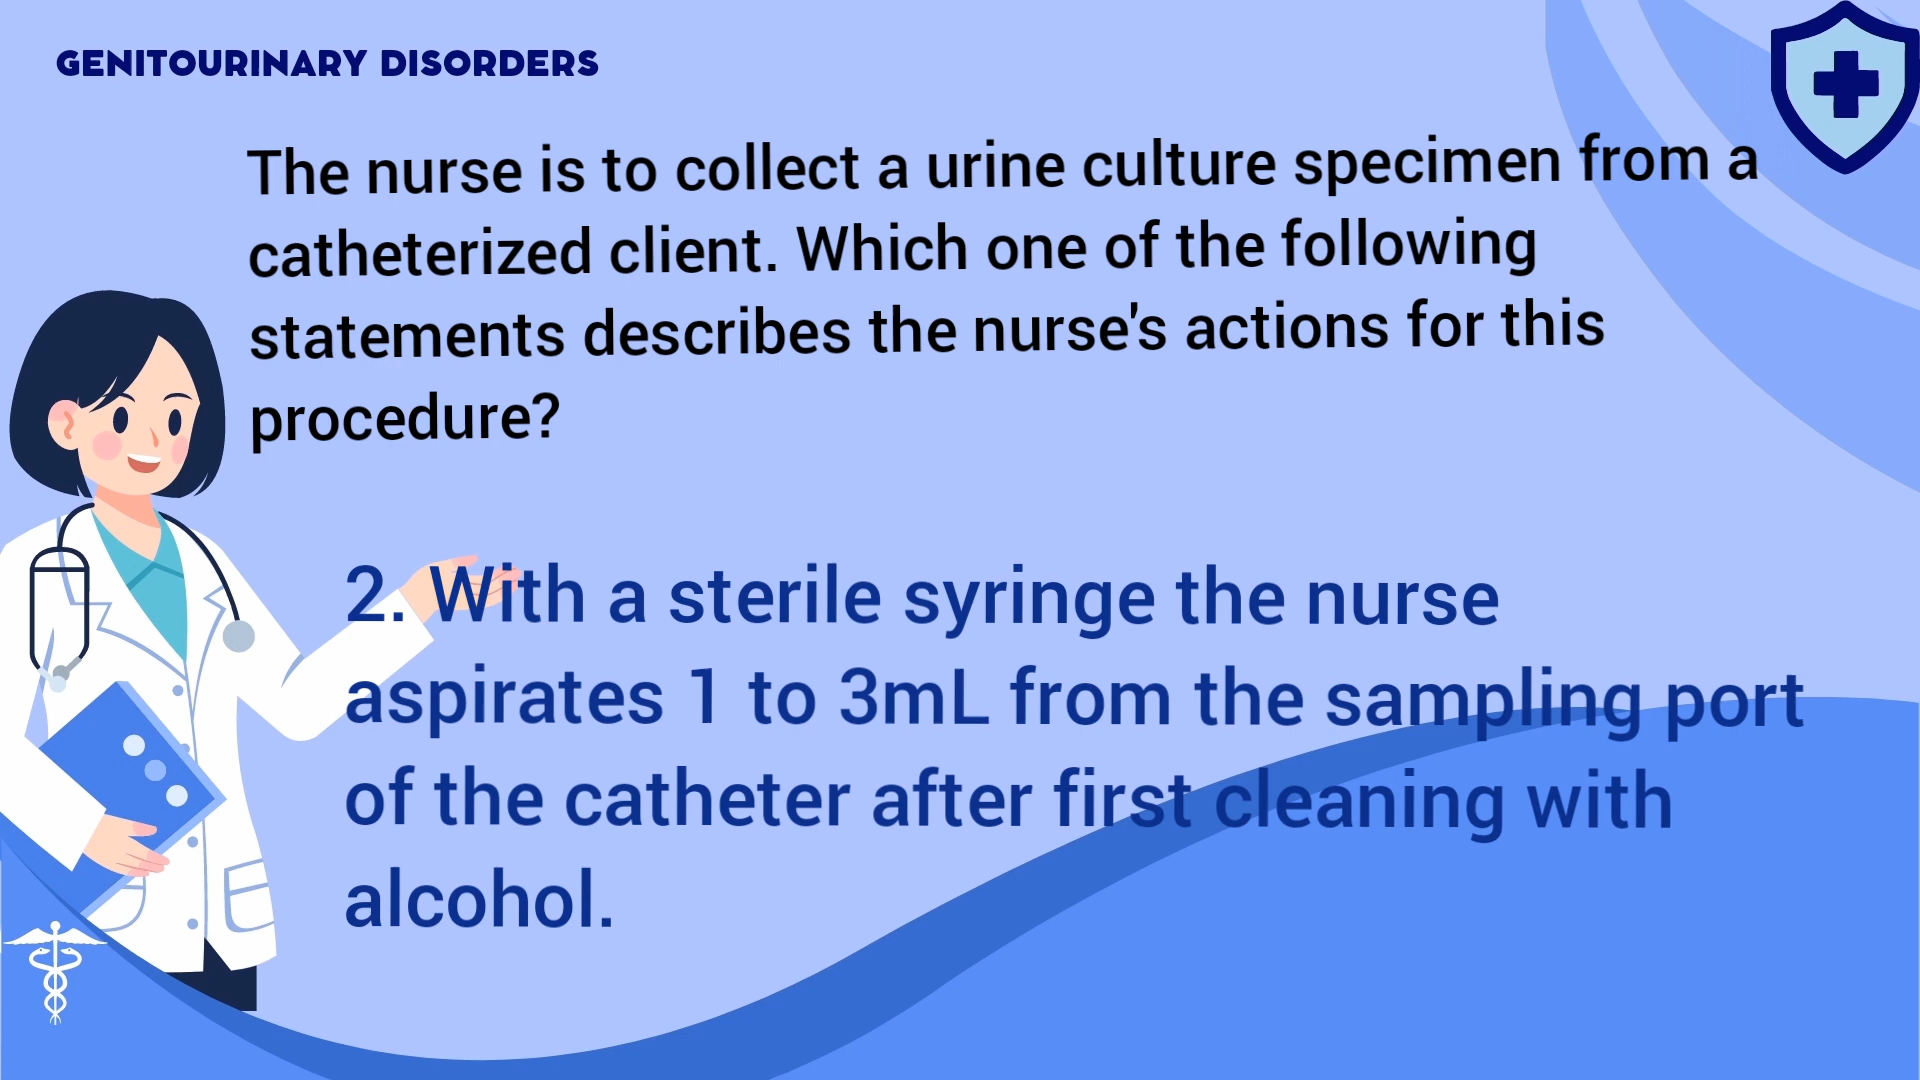 GENITOURINARY DISORDERS
The nurse is to collect a urine culture specimen from a
catheterized client. Which one of the following
statements describes the nurse's actions for this
procedure?
2. With a sterile syringe the nurse
aspirates 1 to 3mL from the sampling port
of the catheter after first cleaning with
alcohol.